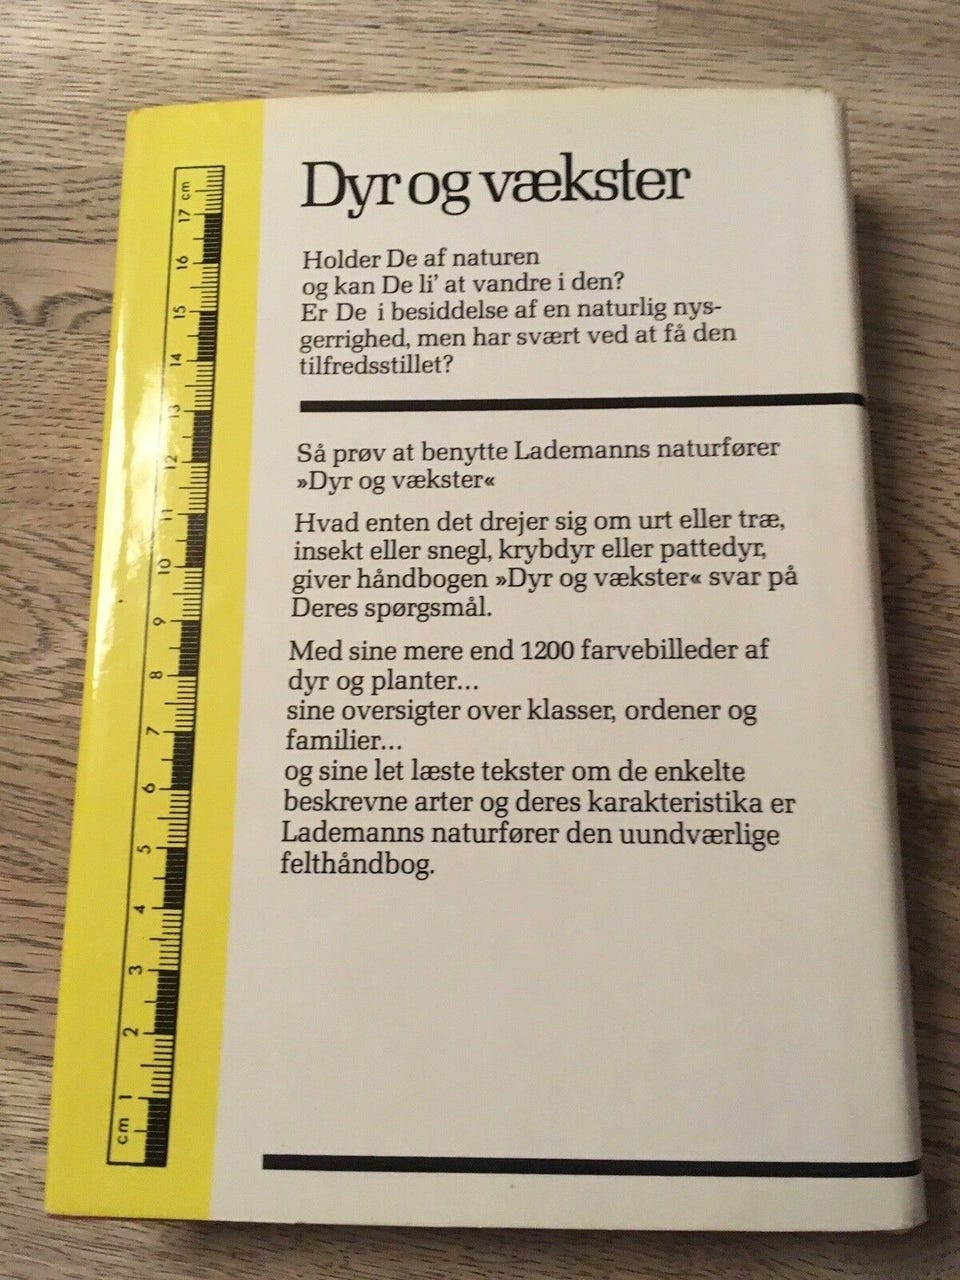 Dyr og vækster
Holder De af naturen
og kan De li' at vandre i den?
Er De i besiddelse af en naturlig nys-
gerrighed, men har svært ved at få den
tilfredsstillet?
Så prøv at benytte Lademanns naturfører
»Dyr og vækster«
Hvad enten det drejer sig om urt eller træ,
insekt eller snegl, krybdyr eller pattedyr,
giver håndbogen »Dyr og vækster« svar på
Deres spørgsmål.
Med sine mere end 1200 farvebilleder af
dyr og planter...
sine oversigter over klasser, ordener og
familier...
og sine let læste tekster om de enkelte
beskrevne arter og deres karakteristika er
Lademanns naturfører den uundværlige
felthåndbog.
cm 1 2 3 4 5 6 7 8 9 10 11 12 13 14 15 16 17 cm